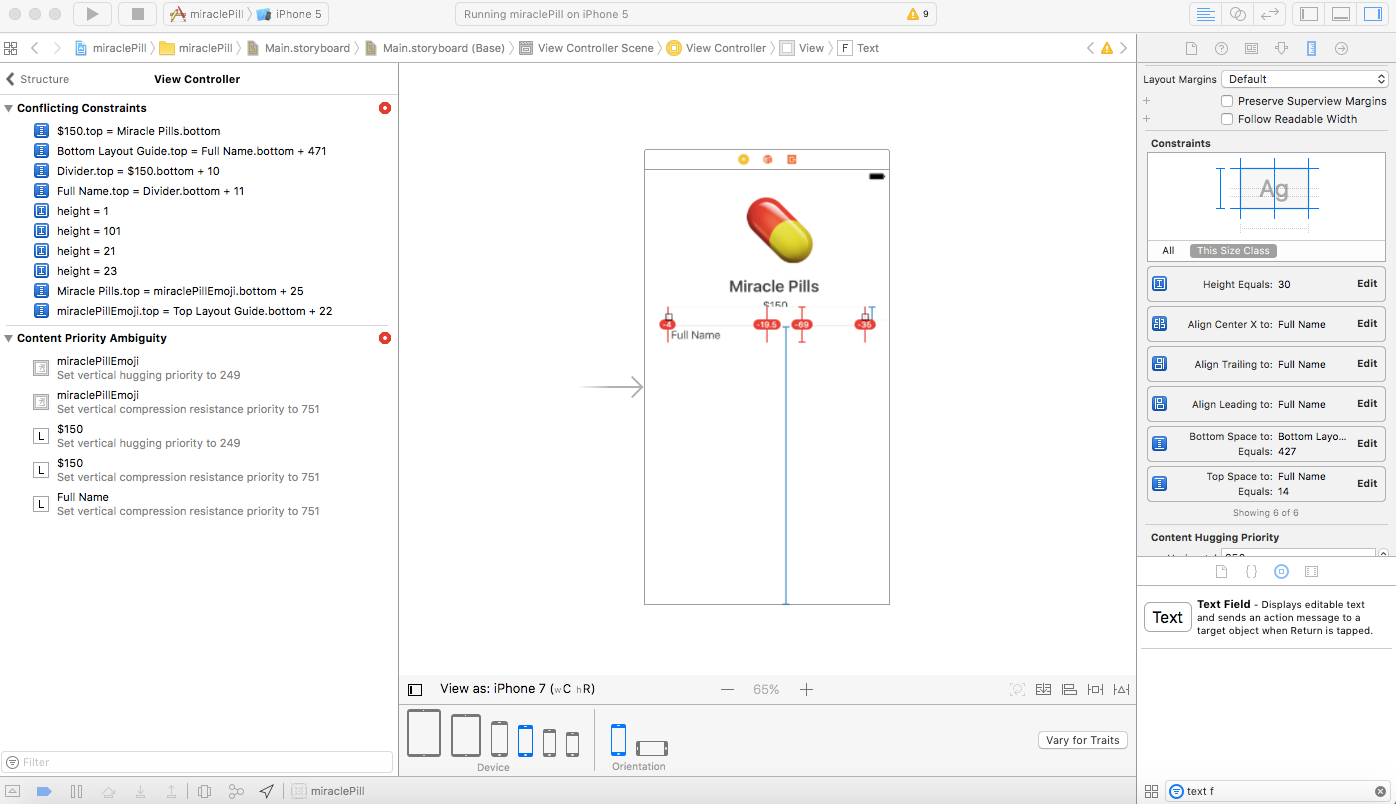 miraclePill
iPhone 5
Running miraclePill on iPhone 5
9
miraclePill
miraclePill
Main.storyboard
Main.storyboard (Base)
View Controller Scene
View Controller
View
F
Text
Structure
View Controller
Conflicting Constraints
$150.top = Miracle Pills.bottom
Bottom Layout Guide.top = Full Name.bottom + 471
Divider.top = $150.bottom + 10
Full Name.top = Divider.bottom + 11
height = 1
height = 101
height = 21
height = 23
Miracle Pills.top = miraclePillEmoji.bottom + 25
miraclePillEmoji.top = Top Layout Guide.bottom + 22
Content Priority Ambiguity
miraclePillEmoji
Set vertical hugging priority to 249
miraclePillEmoji
Set vertical compression resistance priority to 751
L
$150
Set vertical hugging priority to 249
L
$150
Set vertical compression resistance priority to 751
L
Full Name
Set vertical compression resistance priority to 751
Filter
Miracle Pills
$150
-4
-19.5
-69
-35
Full Name
View as: iPhone 7 (wC hR)
65%
Device
Orientation
Vary for Traits
miraclePill
Layout Margins
Default
Preserve Superview Margins
Follow Readable Width
Constraints
Ag
All
This Size Class
Height Equals: 30
Edit
Align Center X to: Full Name
Edit
Align Trailing to: Full Name
Edit
Align Leading to: Full Name
Edit
Bottom Space to: Bottom Layo...
Equals: 427
Edit
Top Space to: Full Name
Equals: 14
Edit
Showing 6 of 6
Content Hugging Priority
{}
Text
Text Field - Displays editable text
and sends an action message to a
target object when Return is tapped.
text f